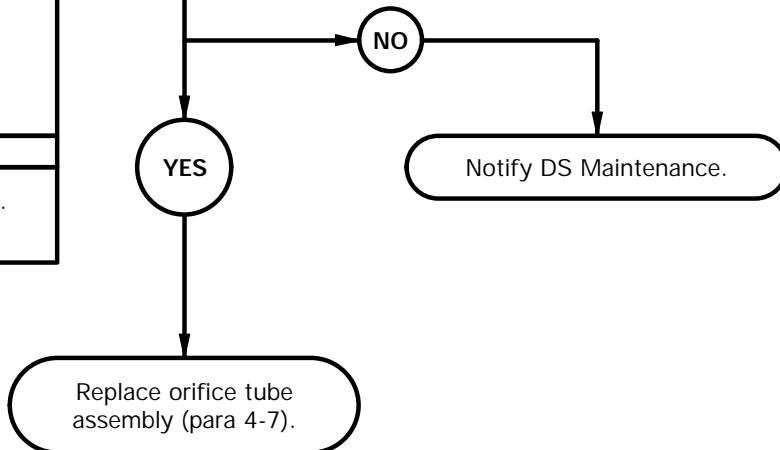 NO
YES
Notify DS Maintenance.
.
Replace orifice tube
assembly (para 4-7).